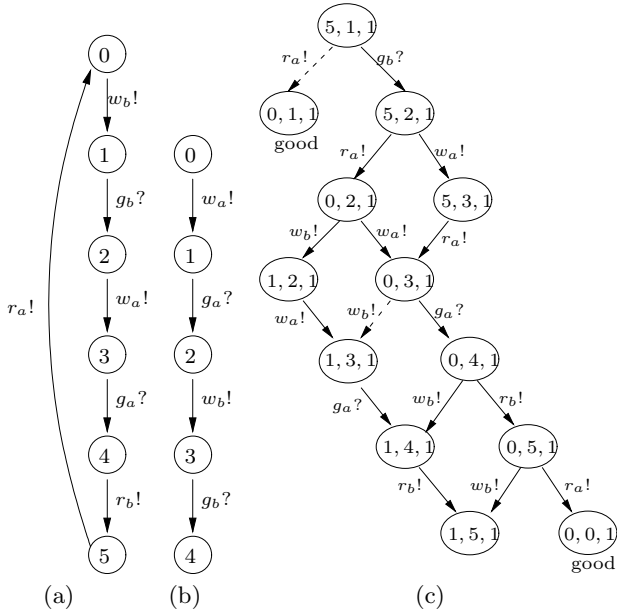 0
w_b!
1
g_b?
2
w_a!
3
g_a?
4
r_b!
5
r_a!
(a)
0
w_a!
1
g_a?
2
w_b!
3
g_b?
4
(b)
5, 1, 1
r_a! g_b?
0, 1, 1 5, 2, 1
good
r_a! w_a!
0, 2, 1 5, 3, 1
w_b! w_a! r_a!
1, 2, 1 0, 3, 1
w_a! w_b! g_a?
1, 3, 1 0, 4, 1
g_a? w_b! r_b!
1, 4, 1 0, 5, 1
r_b! w_b! r_a!
1, 5, 1 0, 0, 1
good
(c)